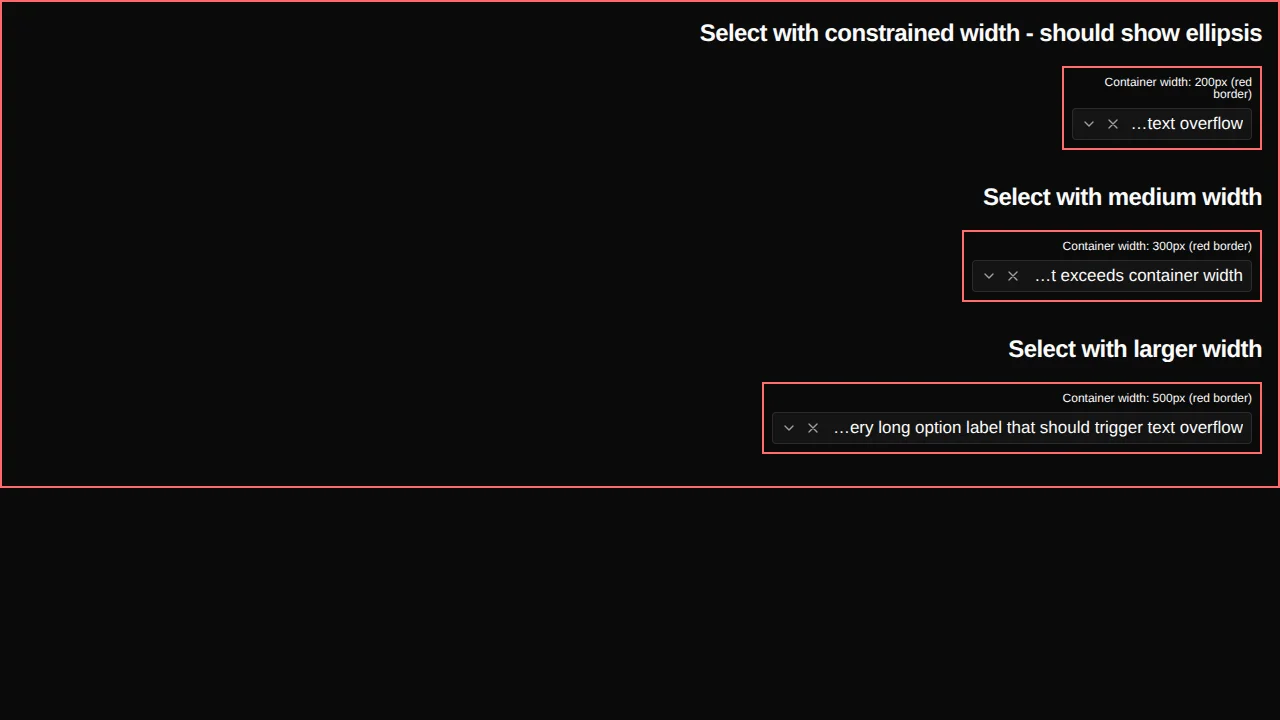 Select with constrained width - should show ellipsis
Container width: 200px (red
border)
…text overflow
Select with medium width
Container width: 300px (red border)
…t exceeds container width
Select with larger width
Container width: 500px (red border)
…ery long option label that should trigger text overflow